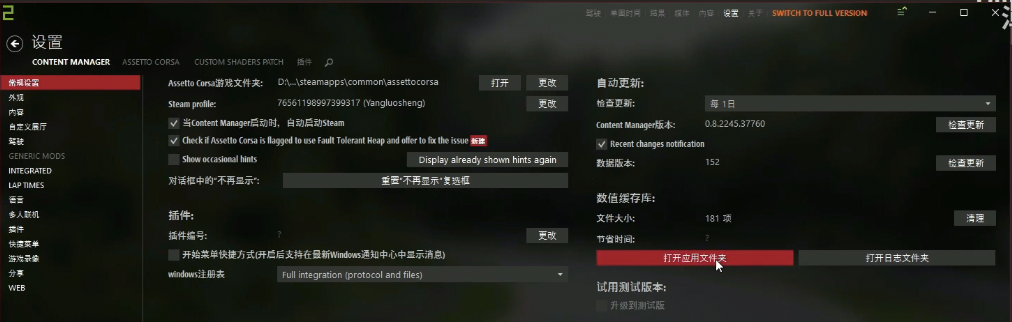 2
驾驶 单圈时间 结果 媒体 内容 设置 关于 SWITCH TO FULL VERSION
设置
CONTENT MANAGER ASSETTO CORSA CUSTOM SHADERS PATCH 插件
常规设置
外观
内容
自定义展厅
驾驶
GENERIC MODS
INTEGRATED
LAP TIMES
语言
多人联机
插件
快捷菜单
游戏录像
分享
WEB
Assetto Corsa游戏文件夹: D:\...\steamapps\common\assettocorsa 打开 更改
Steam profile: 76561198997399317 (Yangluosheng) 更改
当Content Manager启动时，自动启动Steam
Check if Assetto Corsa is flagged to use Fault Tolerant Heap and offer to fix the issue 新建
Show occasional hints Display already shown hints again
对话框中的"不再显示": 重置"不再显示"复选框
插件:
插件编号: ? 更改
开始菜单快捷方式(开启后支持在最新Windows通知中心中显示消息)
windows注册表 Full integration (protocol and files)
自动更新:
检查更新: 每 1日
Content Manager版本: 0.8.2245.37760 检查更新
Recent changes notification
数据版本: 152 检查更新
数值缓存库:
文件大小: 181 项 清理
节省时间: ?
打开应用文件夹 打开日志文件夹
试用测试版本:
升级到测试版